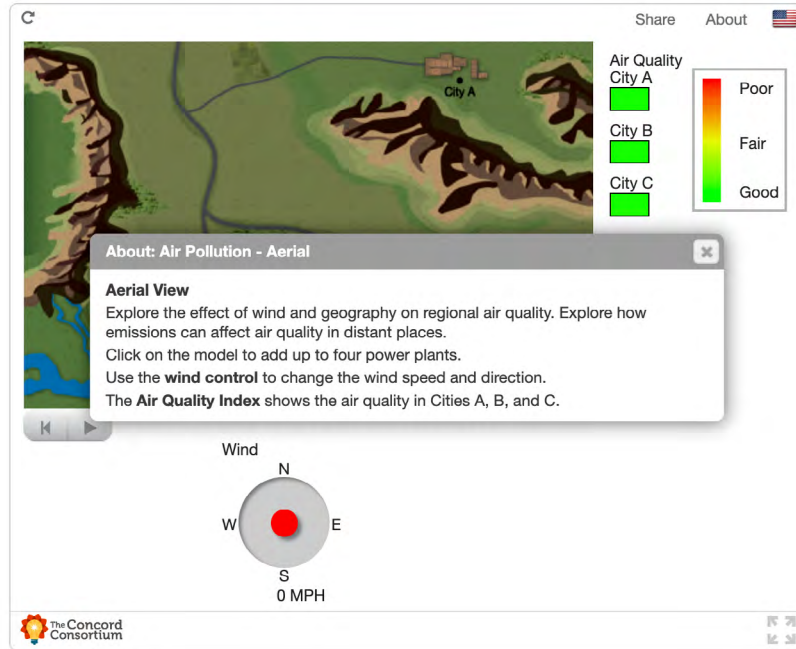 Share About
Air Quality
City A
City B
City C
Poor
Fair
Good
City A
About: Air Pollution - Aerial
Aerial View
Explore the effect of wind and geography on regional air quality. Explore how
emissions can affect air quality in distant places.
Click on the model to add up to four power plants.
Use the wind control to change the wind speed and direction.
The Air Quality Index shows the air quality in Cities A, B, and C.
Wind
N
W E
S
0 MPH
The Concord
Consortium